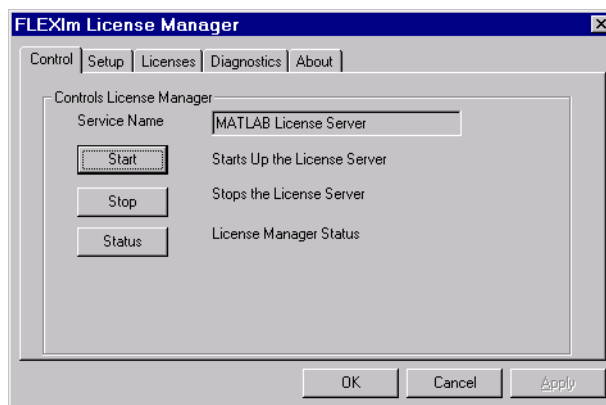 FLEXlm License Manager
Control Setup Licenses Diagnostics About
Controls License Manager
Service Name MATLAB License Server
Start Starts Up the License Server
Stop Stops the License Server
Status License Manager Status
OK Cancel Apply